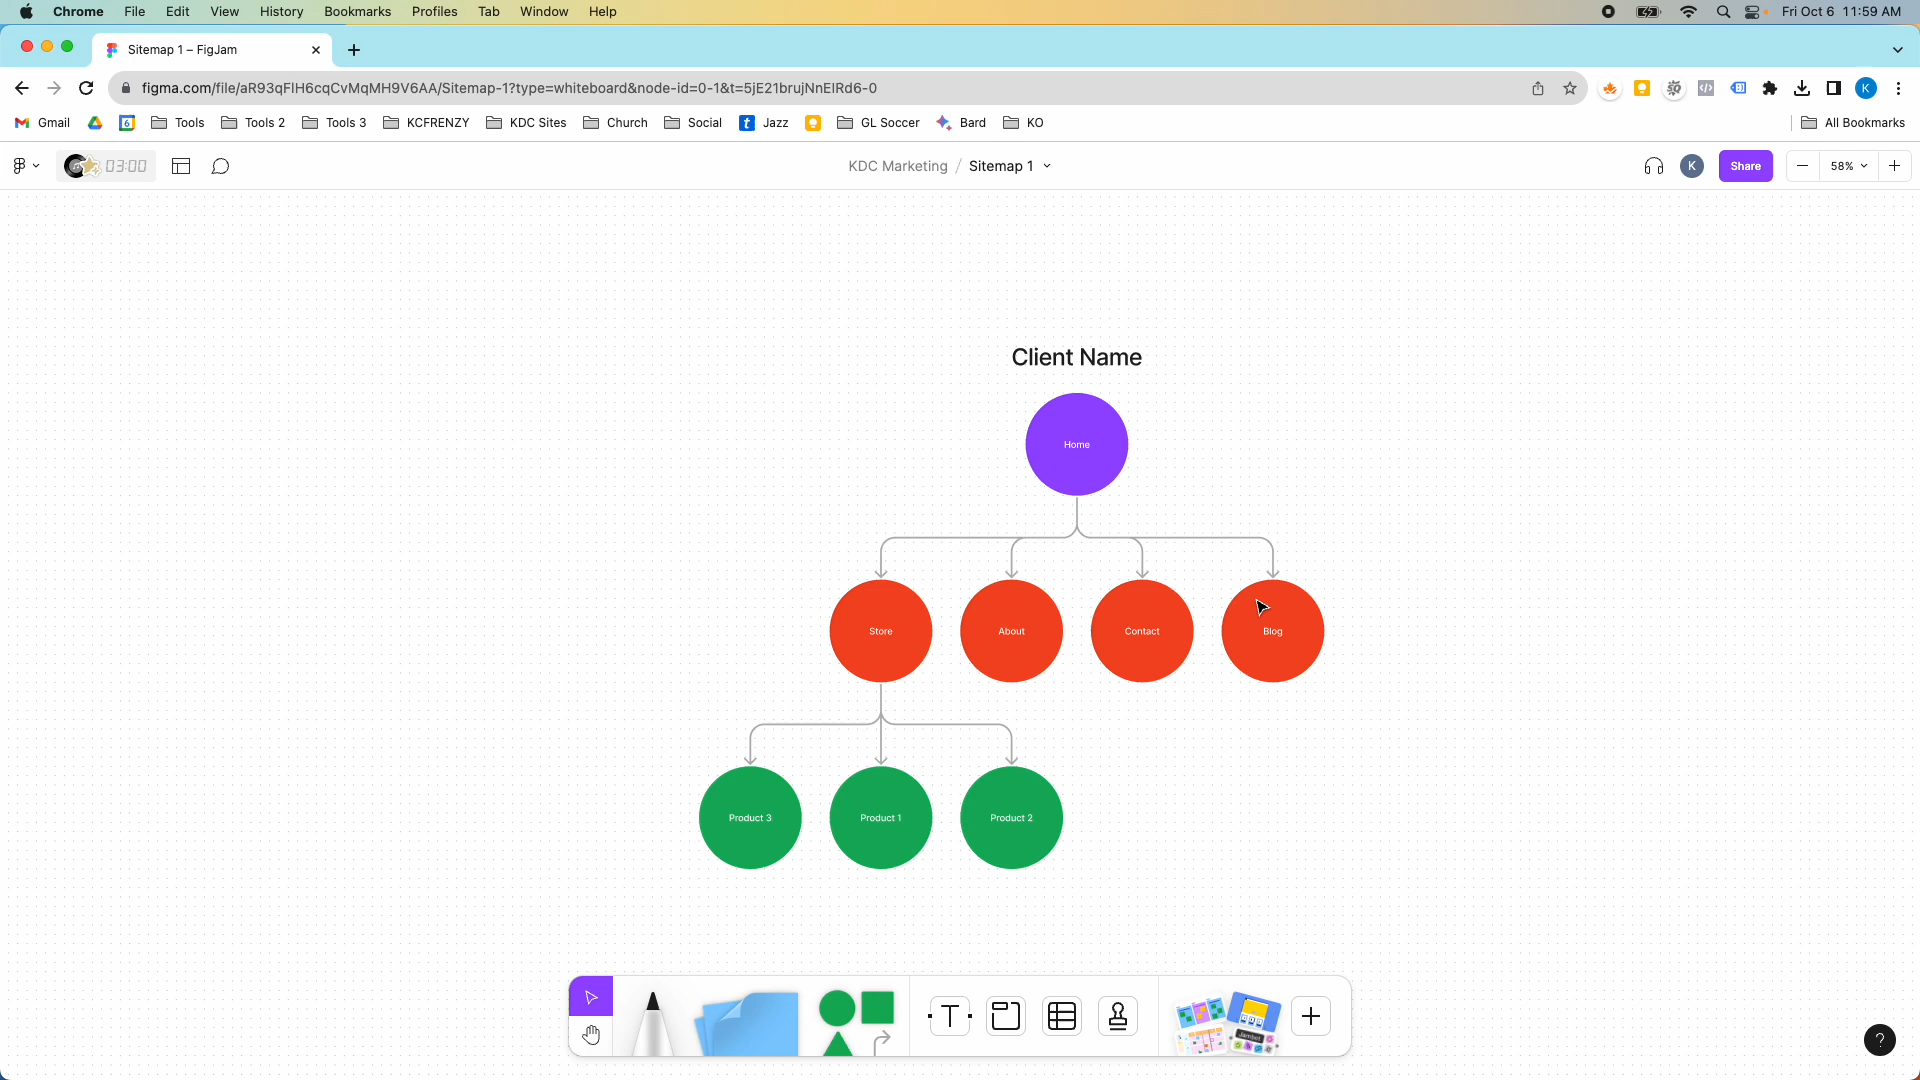 Chrome File Edit View History Bookmarks Profiles Tab Window Help Fri Oct 6 11:59 AM
Sitemap 1 – FigJam
figma.com/file/aR93qFIH6cqCvMqMH9V6AA/Sitemap-1?type=whiteboard&node-id=0-1&t=5jE21brujNnEIRd6-0 K
Gmail 6 Tools Tools 2 Tools 3 KCFRENZY KDC Sites Church Social t Jazz GL Soccer Bard KO All Bookmarks
03:00 KDC Marketing / Sitemap 1 K Share 58%
Client Name
Home
Store About Contact Blog
Product 3 Product 1 Product 2
T
?